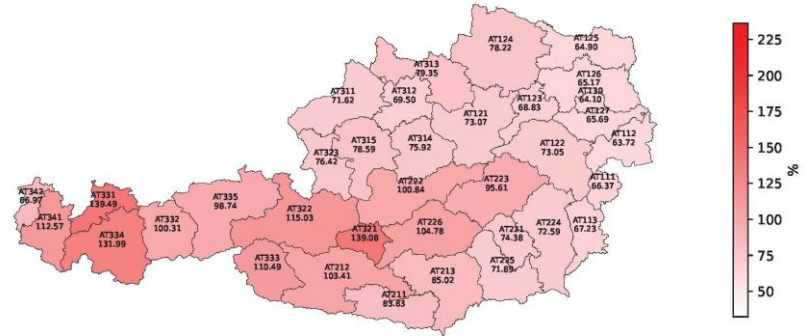 AT124
78.22
AT125
64.90
AT313
79.35
AT126
65.17
AT130
64.10
AT311
71.62
AT312
69.50
AT123
68.83
AT127
65.69
AT121
73.07
AT112
63.72
AT315
78.59
AT314
75.92
AT122
73.05
AT323
76.42
AT222
100.84
AT223
95.61
AT111
66.37
AT342
86.97
AT331
139.49
AT335
98.74
AT341
112.57
AT332
100.31
AT322
115.03
AT334
131.99
AT321
139.08
AT226
104.78
AT221
74.38
AT224
72.59
AT113
67.23
AT333
110.49
AT212
103.41
AT213
85.02
AT225
71.89
AT211
83.83
225
200
175
150
125
100
75
50
%